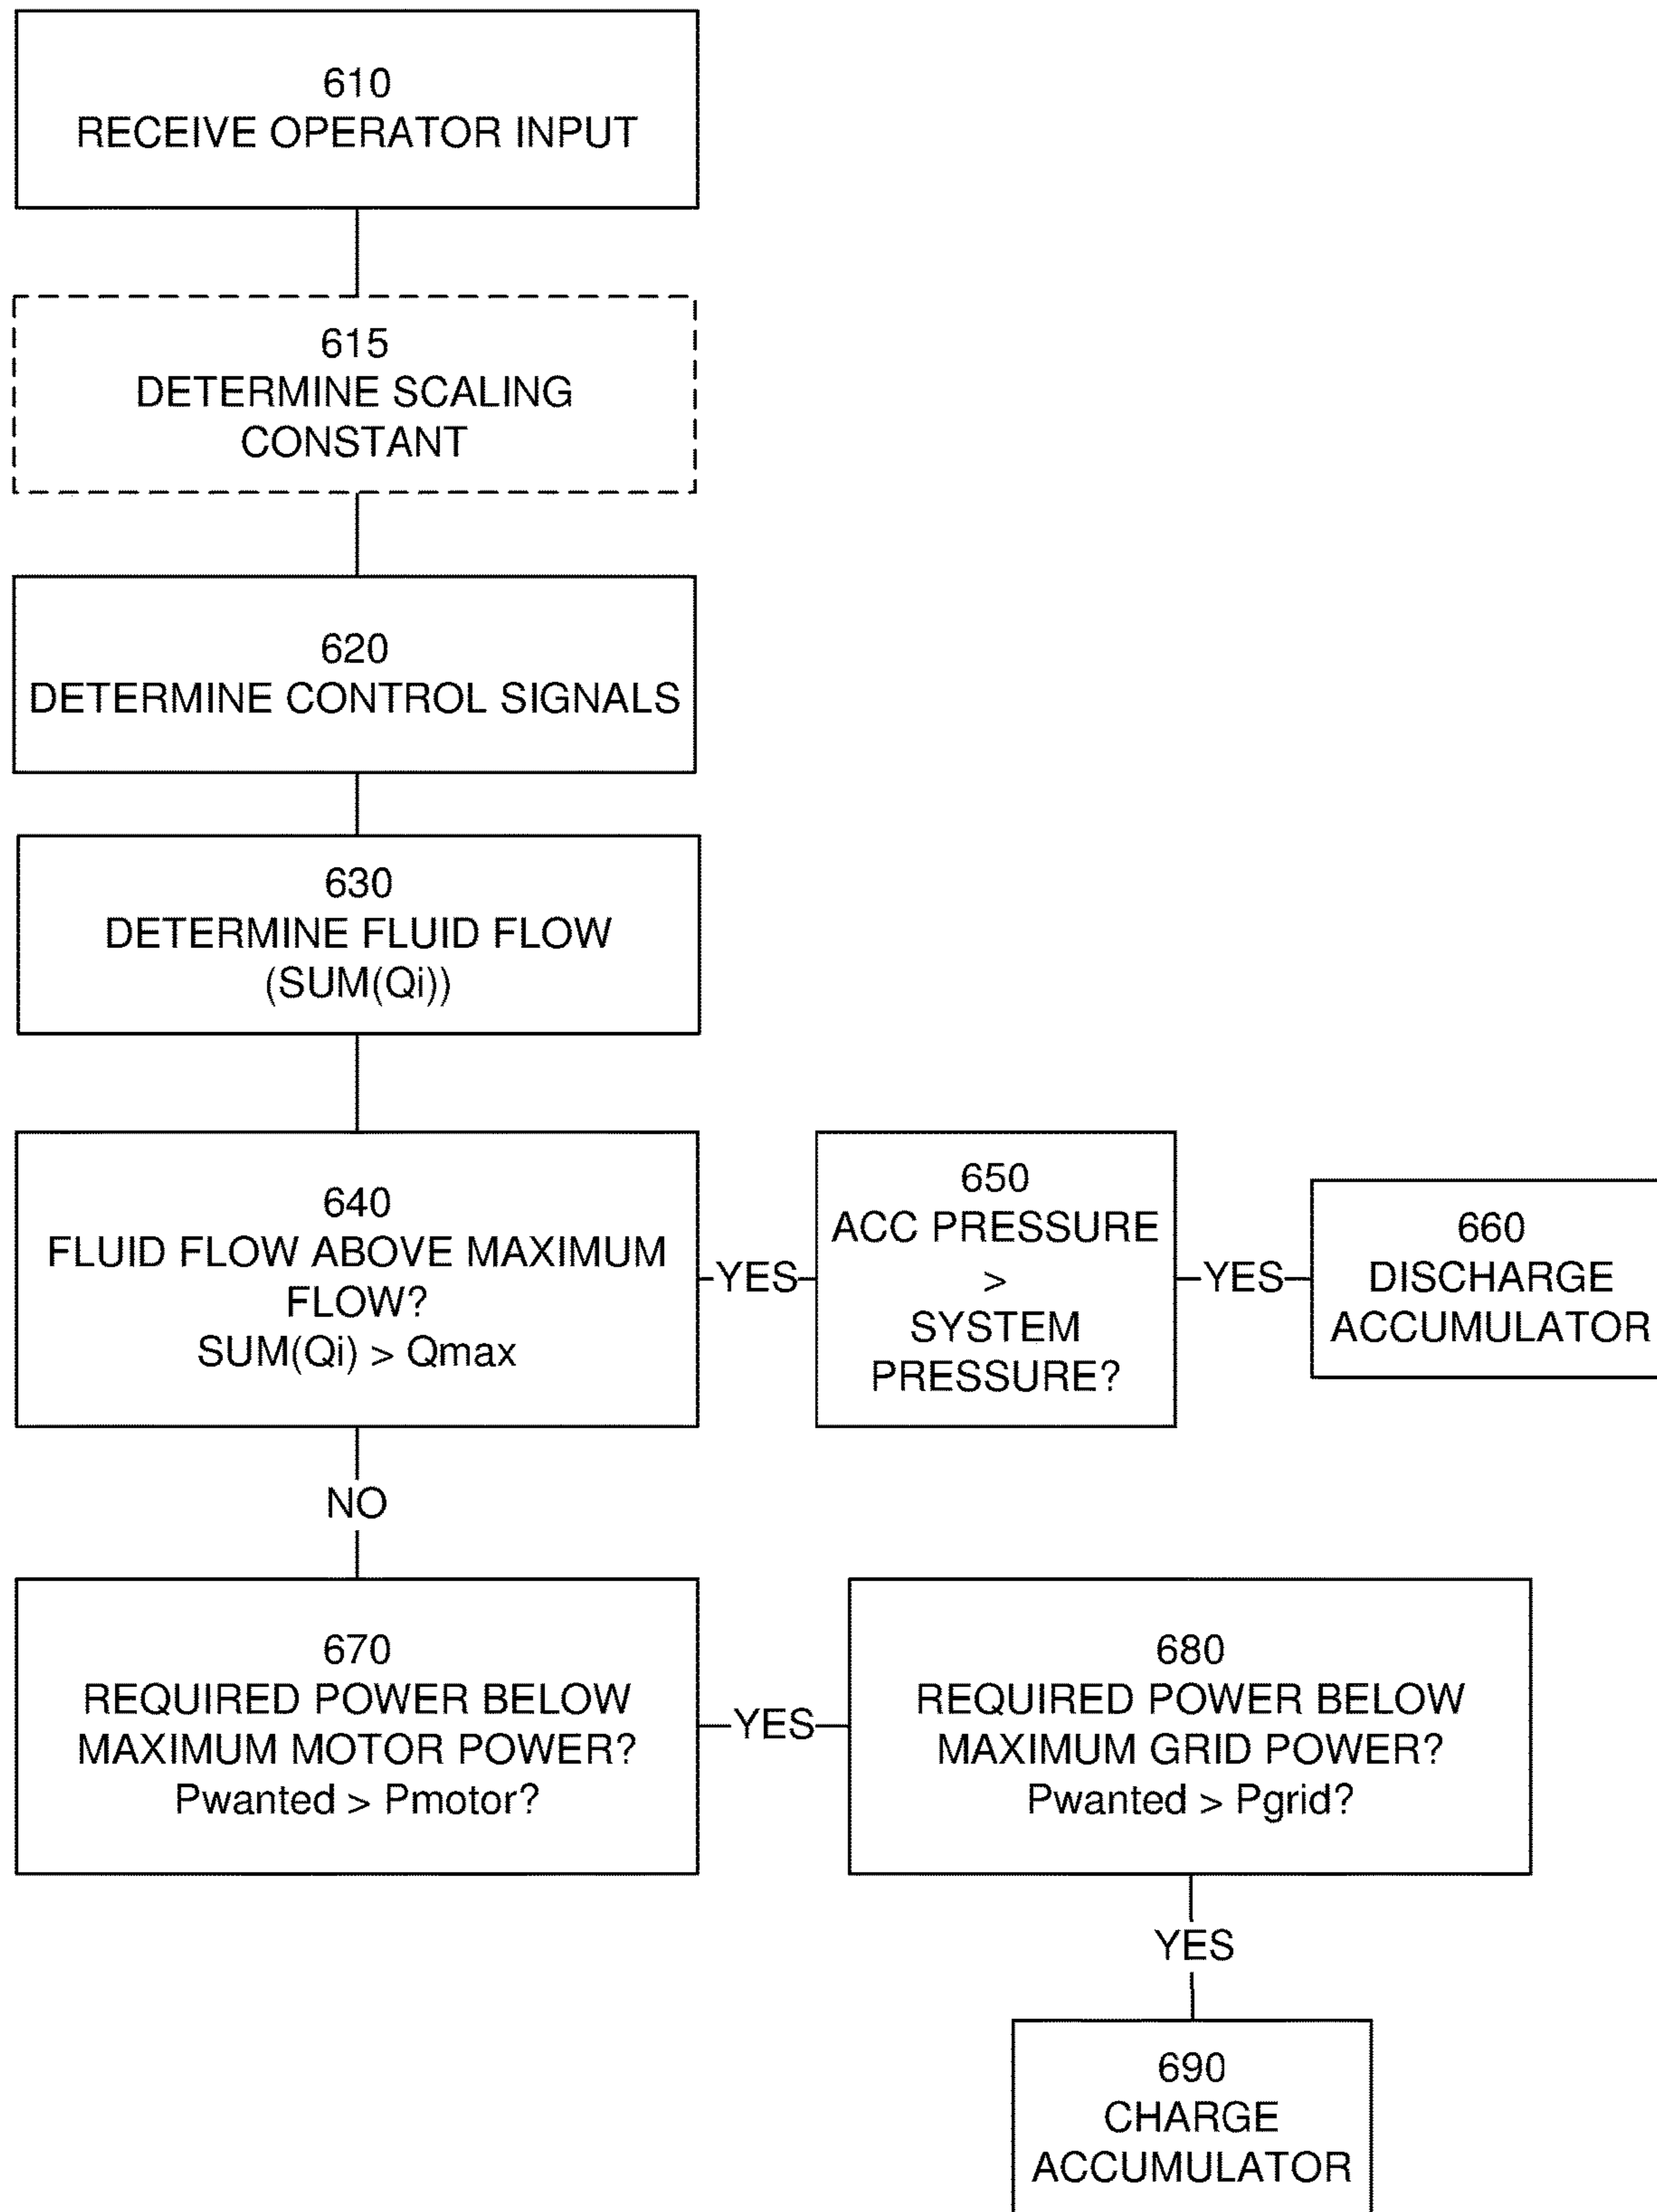 610
RECEIVE OPERATOR INPUT
615
DETERMINE SCALING
CONSTANT
620
DETERMINE CONTROL SIGNALS
630
DETERMINE FLUID FLOW
(SUM(Qi))
640
FLUID FLOW ABOVE MAXIMUM
FLOW?
SUM(Qi) > Qmax
YES
650
ACC PRESSURE
>
SYSTEM
PRESSURE?
YES
660
DISCHARGE
ACCUMULATOR
NO
670
REQUIRED POWER BELOW
MAXIMUM MOTOR POWER?
Pwanted > Pmotor?
YES
680
REQUIRED POWER BELOW
MAXIMUM GRID POWER?
Pwanted > Pgrid?
YES
690
CHARGE
ACCUMULATOR